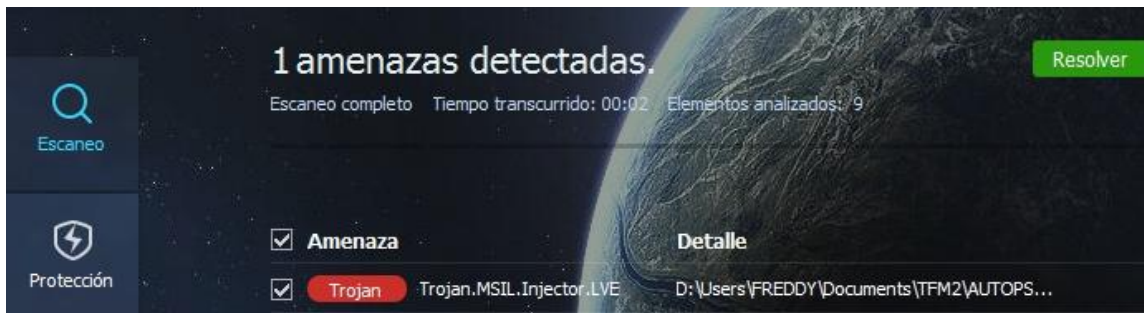 1 amenazas detectadas.
Resolver
Escaneo completo Tiempo transcurrido: 00:02 Elementos analizados: 9
Escaneo
Amenaza Detalle
Protección
Trojan Trojan.MSIL.Injector.LVE D:\Users\FREDDY\Documents\TFM2\AUTOPS...